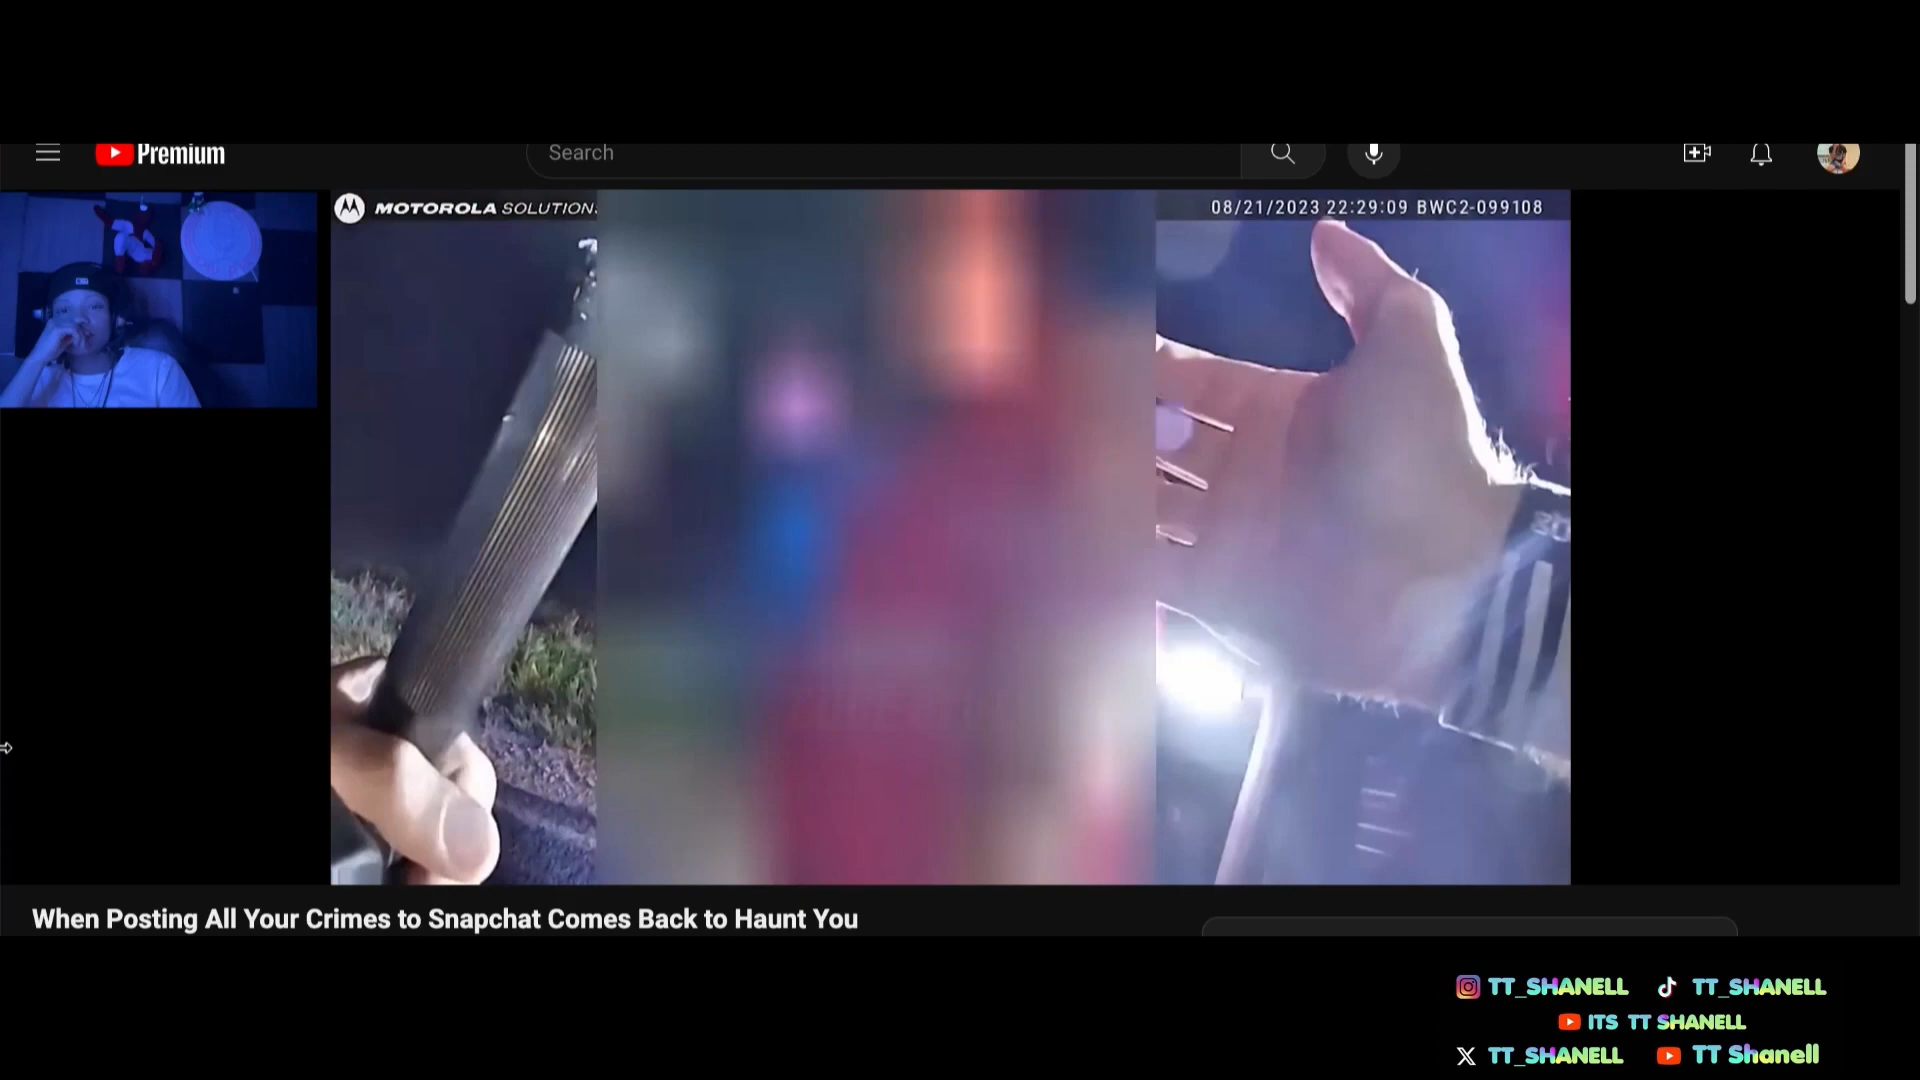 Premium
Search
MOTOROLA SOLUTIONS
08/21/2023 22:29:09 BWC2-099108
When Posting All Your Crimes to Snapchat Comes Back to Haunt You
TT_SHANELL
TT_SHANELL
ITS TT SHANELL
TT_SHANELL
TT Shanell